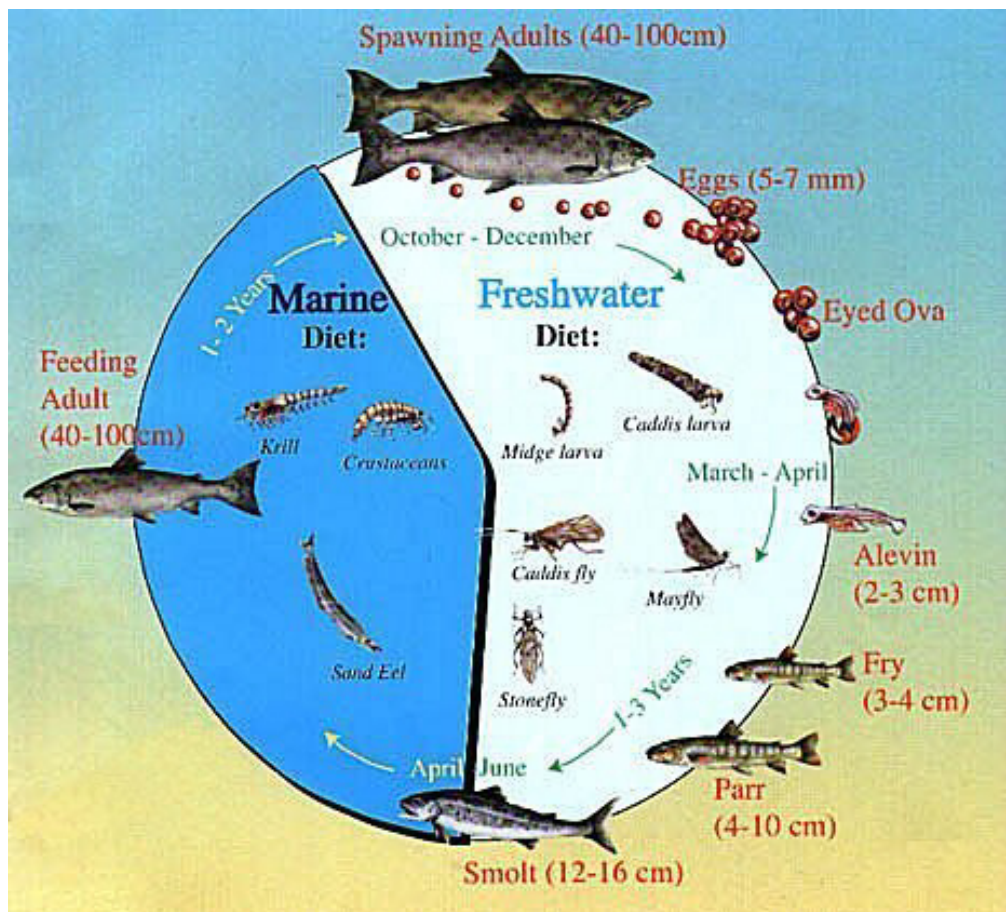 Spawning Adults (40-100cm)
Eggs (5-7 mm)
October - December
1- 2 Years
Marine
Diet:
Freshwater
Diet:
Eyed Ova
Feeding
Adult
(40-100cm)
Krill
Crustaceans
Midge larva
Caddis larva
March - April
Alevin
(2-3 cm)
Caddis fly
Mayfly
Sand Eel
Stonefly
Fry
(3-4 cm)
1-3 Years
April-June
Parr
(4-10 cm)
Smolt (12-16 cm)